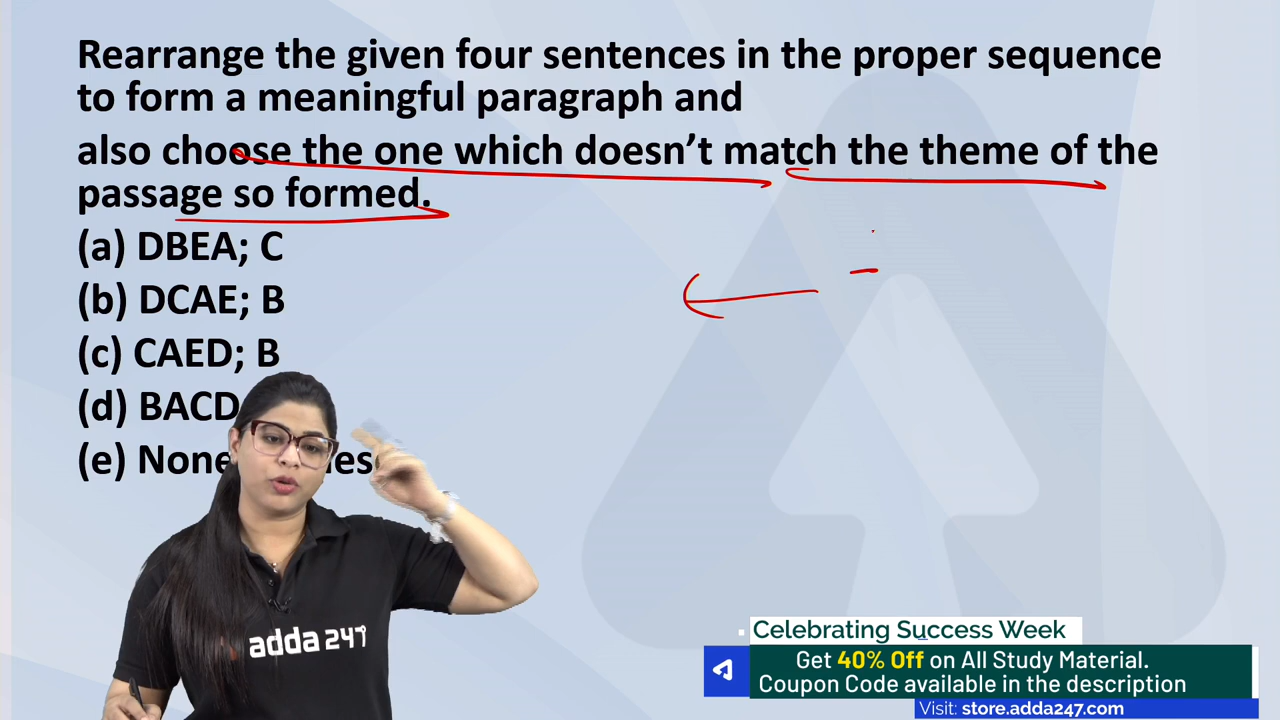 Rearrange the given four sentences in the proper sequence
to form a meaningful paragraph and
also choose the one which doesn’t match the theme of the
passage so formed.
(a) DBEA; C
(b) DCAE; B
(c) CAED; B
(d) BACD
(e) None
adda 247
Celebrating Success Week
Get 40% Off on All Study Material.
Coupon Code available in the description
Visit: store.adda247.com